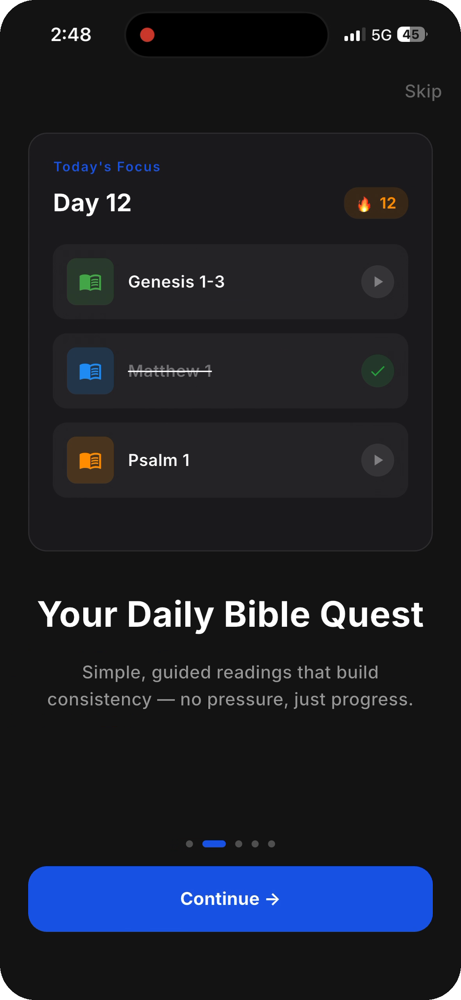 2:48
5G 45
Skip
Today's Focus
Day 12
🔥 12
Genesis 1-3
Matthew 1
Psalm 1
Your Daily Bible Quest
Simple, guided readings that build
consistency — no pressure, just progress.
Continue →